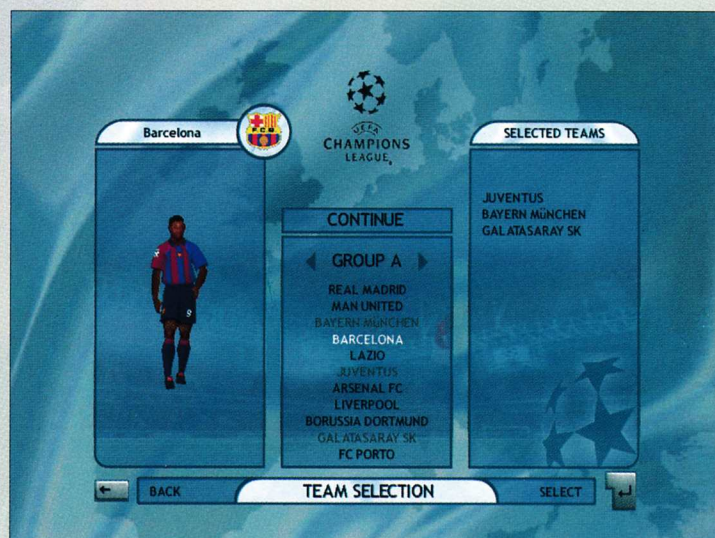 UEFA
CHAMPIONS
LEAGUE
Barcelona
F.C.B
8
CONTINUE
GROUP A
REAL MADRID
MAN UNITED
BAYERN MüNCHEN
BARCELONA
LAZIO
JUVENTUS
ARSENAL FC
LIVERPOOL
BORUSSIA DORTMUND
GALATASARAY SK
FC PORTO
SELECTED TEAMS
JUVENTUS
BAYERN MüNCHEN
GALATASARAY SK
BACK
TEAM SELECTION
SELECT